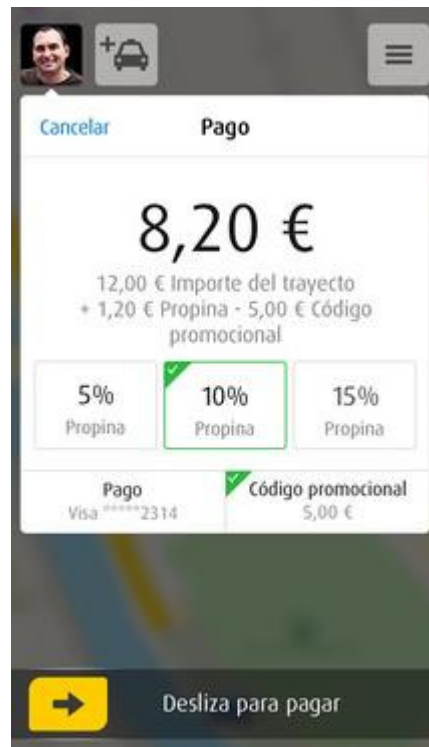 +
Cancelar Pago
8,20 €
12,00 € Importe del trayecto
+ 1,20 € Propina - 5,00 € Código
promocional
5% 10% 15%
Propina Propina Propina
Pago Código promocional
Visa *****2314 5,00 €
Desliza para pagar